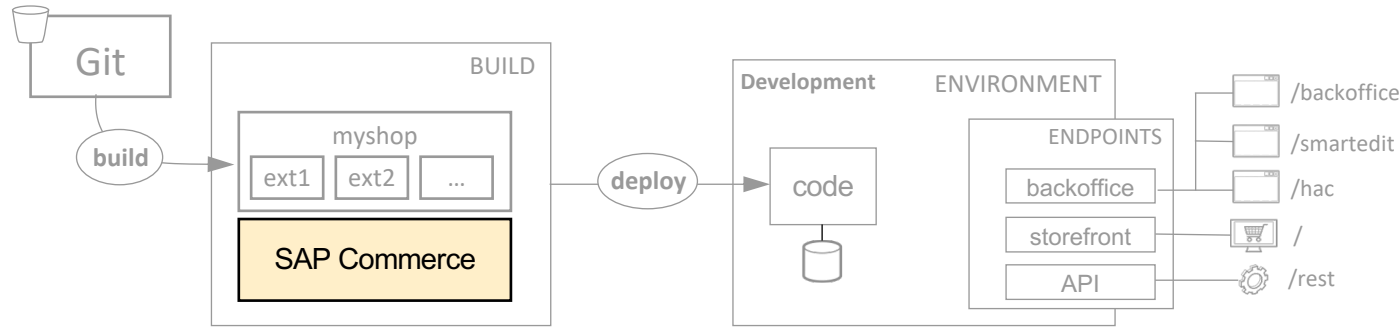 Git
build
BUILD
myshop
ext1
ext2
...
SAP Commerce
deploy
Development
ENVIRONMENT
code
ENDPOINTS
backoffice
storefront
API
/backoffice
/smartedit
/hac
/
/rest